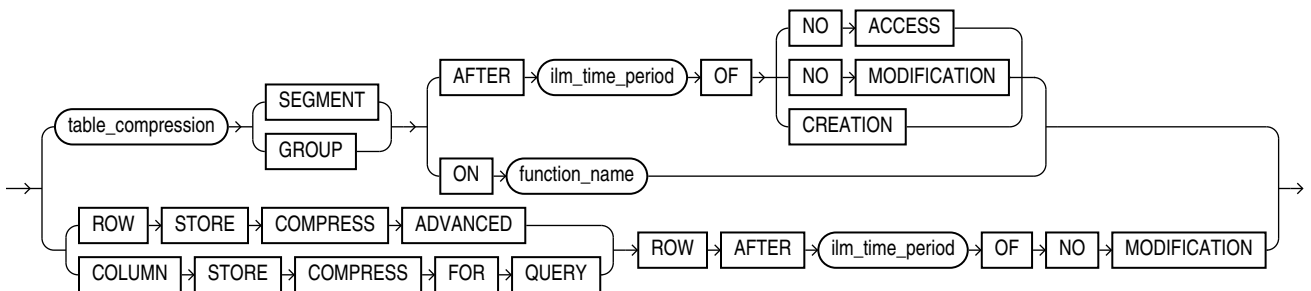 NO ACCESS
AFTER ilm_time_period OF NO MODIFICATION
SEGMENT
table_compression
GROUP
CREATION
ON function_name
ROW STORE COMPRESS ADVANCED
ROW AFTER ilm_time_period OF NO MODIFICATION
COLUMN STORE COMPRESS FOR QUERY